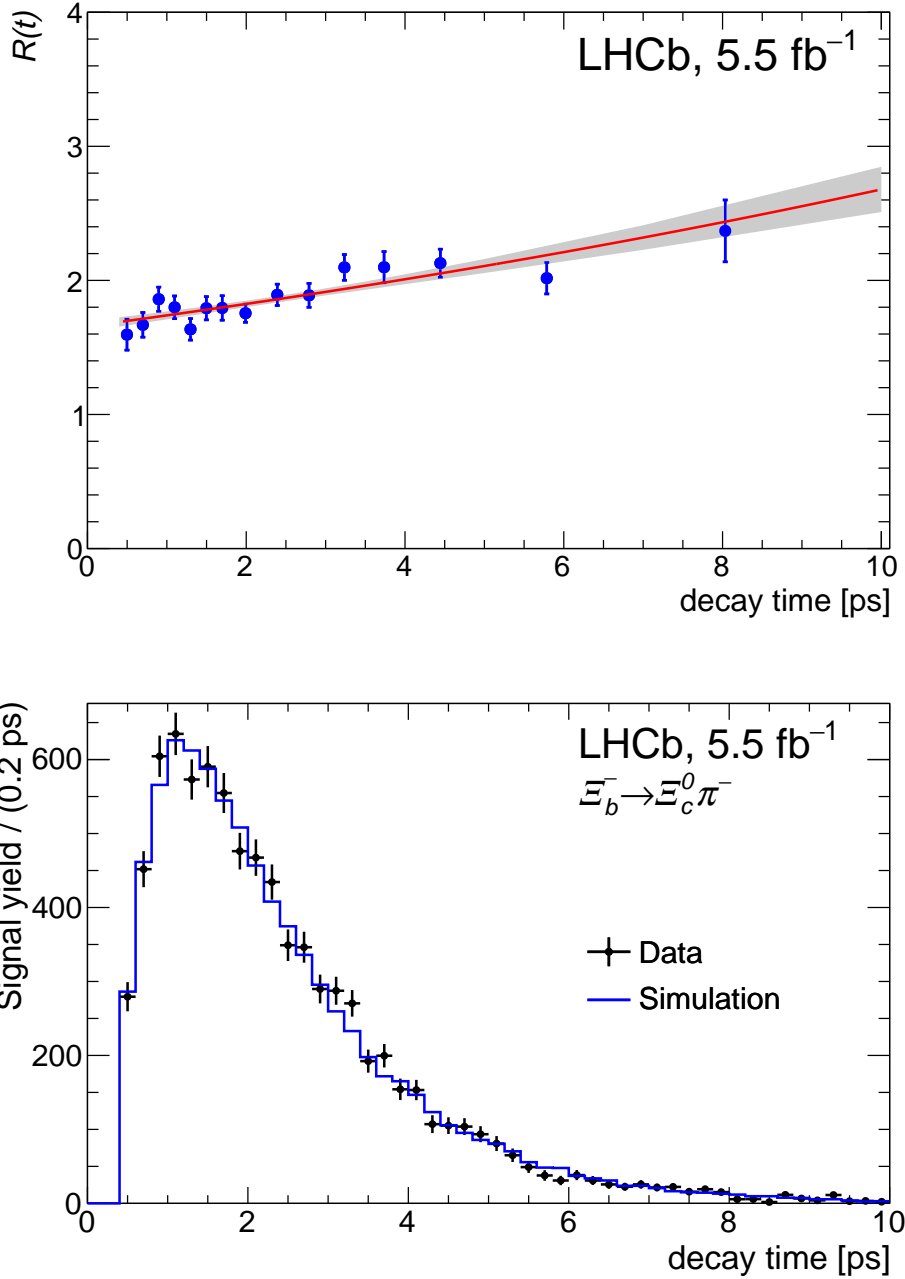 R(t)
LHCb, 5.5 fb⁻¹
4
3
2
1
0
0 2 4 6 8 10
decay time [ps]
Signal yield / (0.2 ps)
LHCb, 5.5 fb⁻¹
Ξ_b⁻→Ξ_c⁰π⁻
600
400
200
0
Data
Simulation
0 2 4 6 8 10
decay time [ps]